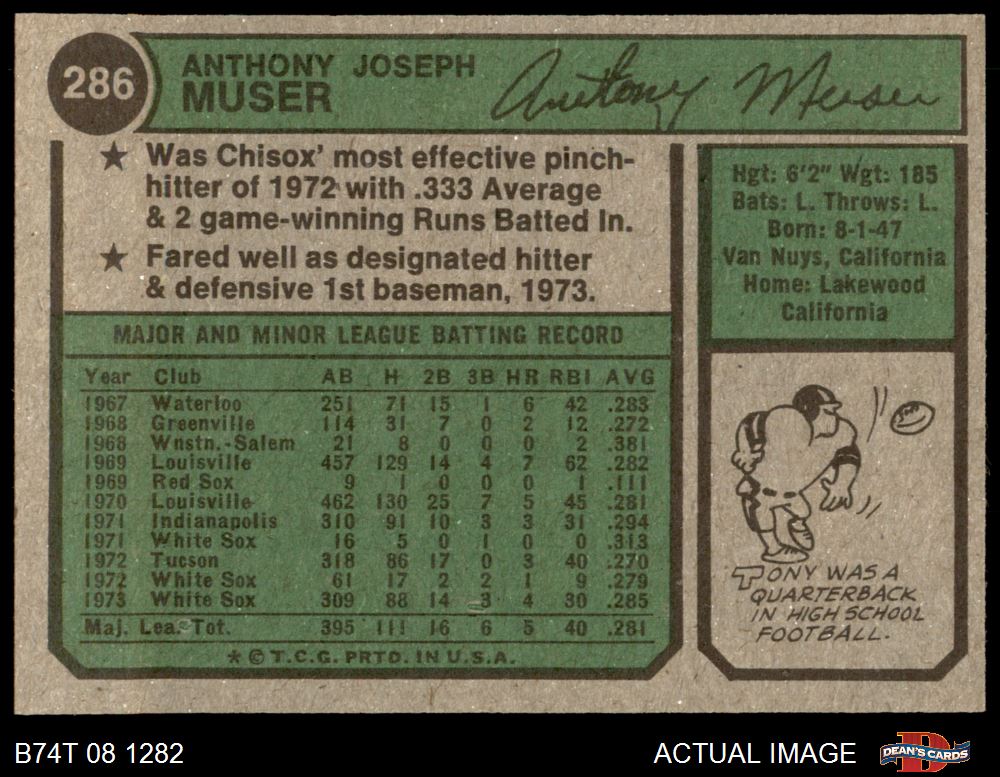 286
ANTHONY JOSEPH
MUSER
Anthony Muser
★ Was Chisox' most effective pinch-
hitter of 1972 with .333 Average
& 2 game-winning Runs Batted In.
★ Fared well as designated hitter
& defensive 1st baseman, 1973.
Hgt: 6'2" Wgt: 185
Bats: L. Throws: L.
Born: 8-1-47
Van Nuys, California
Home: Lakewood
California
MAJOR AND MINOR LEAGUE BATTING RECORD
Year Club AB H 2B 3B HR RBI AVG
1967 Waterloo 251 71 15 1 6 42 .283
1968 Greenville 114 31 7 0 2 12 .272
1968 Wnstn.-Salem 21 8 0 0 0 2 .381
1969 Louisville 457 129 14 4 7 62 .282
1969 Red Sox 9 1 0 0 0 1 .111
1970 Louisville 462 130 25 7 5 45 .281
1971 Indianapolis 310 91 10 3 3 31 .294
1971 White Sox 16 5 0 1 0 0 .313
1972 Tucson 318 86 17 0 3 40 .270
1972 White Sox 61 17 2 2 1 9 .279
1973 White Sox 309 88 14 3 4 30 .285
Maj. Lea. Tot. 395 111 16 6 5 40 .281
* © T.C.G. PRTD. IN U.S.A.
TONY WAS A
QUARTERBACK
IN HIGH SCHOOL
FOOTBALL.
B74T 08 1282
ACTUAL IMAGE
DEAN'S CARDS